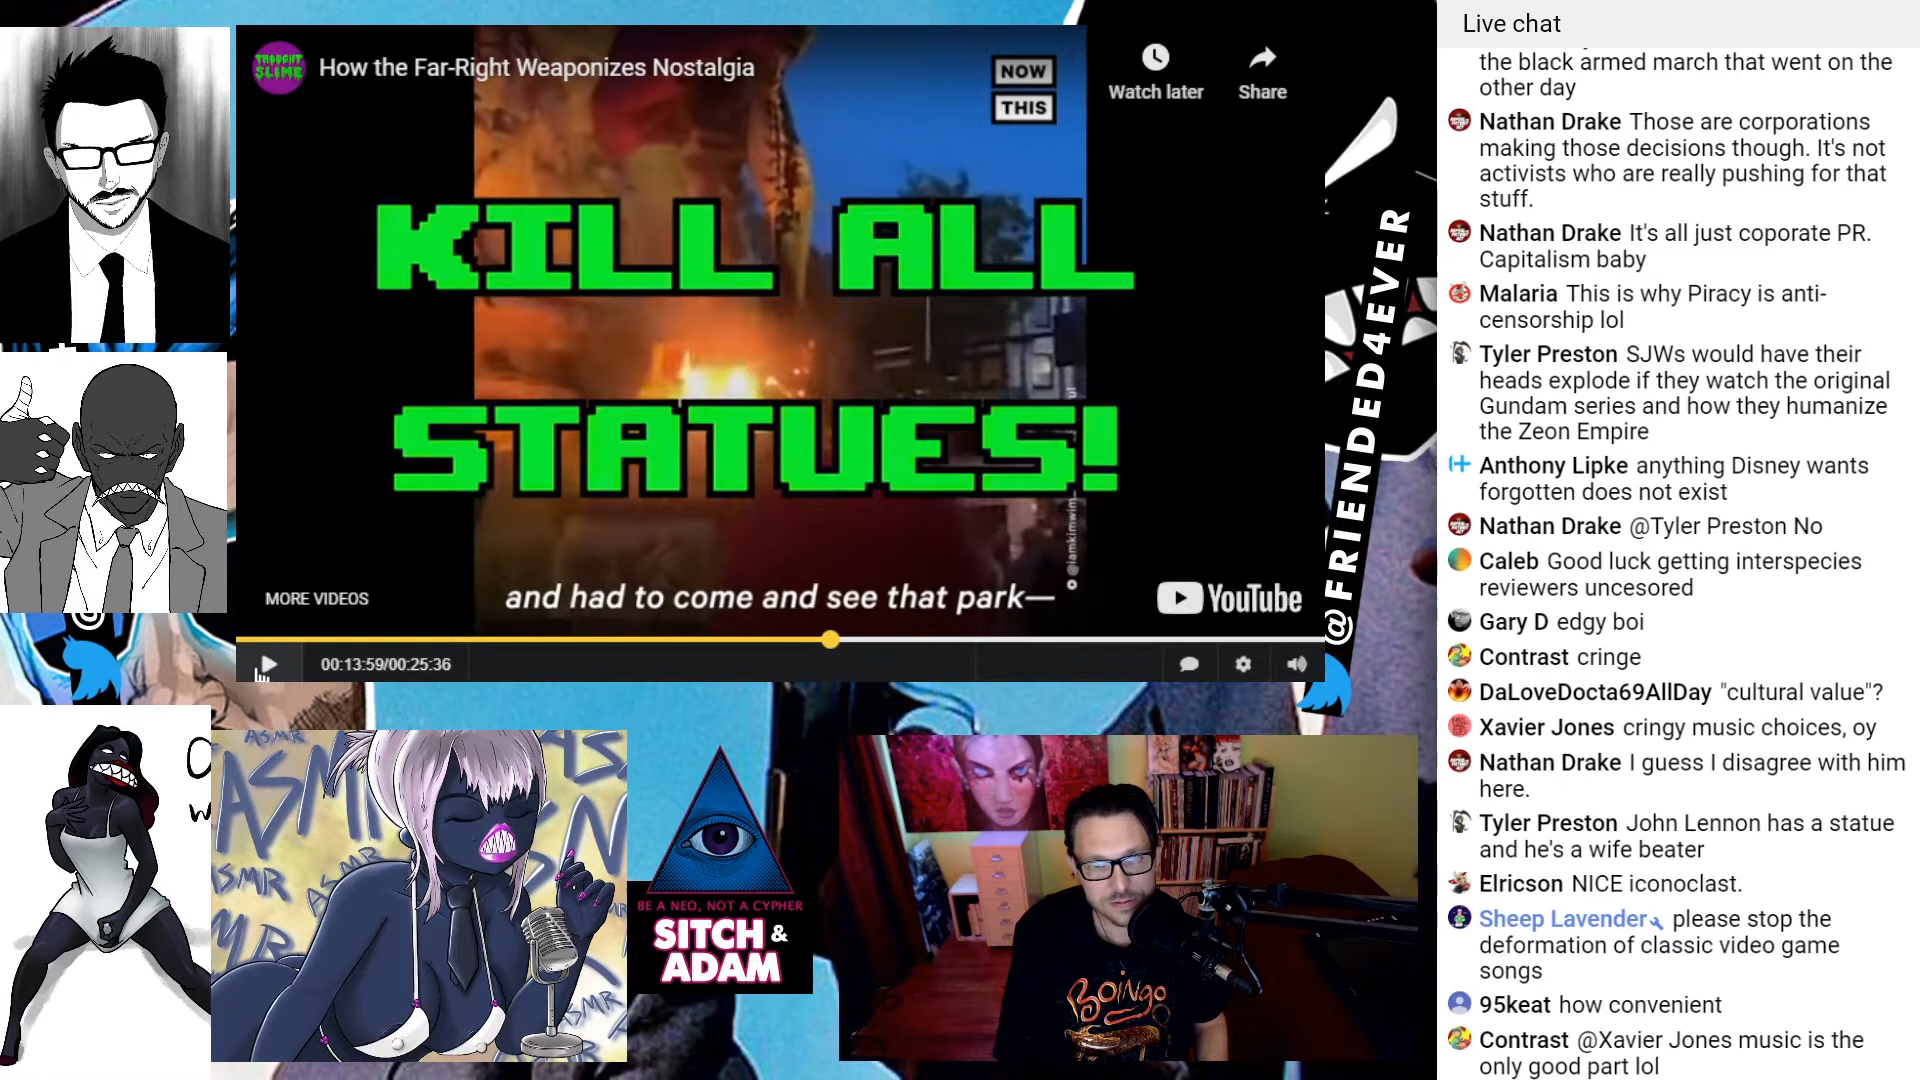 THOUGHT SLIME
How the Far-Right Weaponizes Nostalgia
NOW
THIS
Watch later
Share
KILL ALL
STATUES!
and had to come and see that park—
MORE VIDEOS
YouTube
00:13:59/00:25:36
@FRIENDED4EVER
ASMR
ASMR
ASMR
ASMR
BE A NEO, NOT A CYPHER
SITCH &
ADAM
BOINGO
Live chat
the black armed march that went on the
other day
Nathan Drake Those are corporations
making those decisions though. It's not
activists who are really pushing for that
stuff.
Nathan Drake It's all just coporate PR.
Capitalism baby
Malaria This is why Piracy is anti-
censorship lol
Tyler Preston SJWs would have their
heads explode if they watch the original
Gundam series and how they humanize
the Zeon Empire
Anthony Lipke anything Disney wants
forgotten does not exist
Nathan Drake @Tyler Preston No
Caleb Good luck getting interspecies
reviewers uncesored
Gary D edgy boi
Contrast cringe
DaLoveDocta69AllDay "cultural value"?
Xavier Jones cringy music choices, oy
Nathan Drake I guess I disagree with him
here.
Tyler Preston John Lennon has a statue
and he's a wife beater
Elricson NICE iconoclast.
Sheep Lavender please stop the
deformation of classic video game
songs
95keat how convenient
Contrast @Xavier Jones music is the
only good part lol